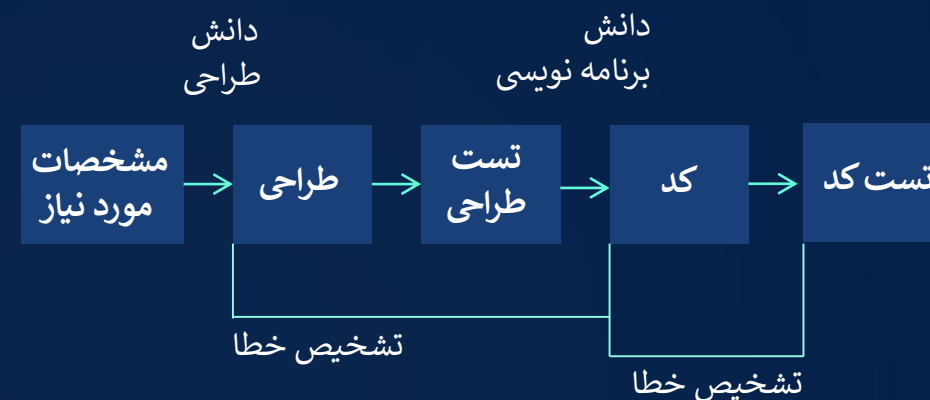 دانش
طراحی
دانش
برنامه نویسی
مشخصات
مورد نیاز
طراحی
تست
طراحی
کد
تست کد
تشخیص خطا
تشخیص خطا